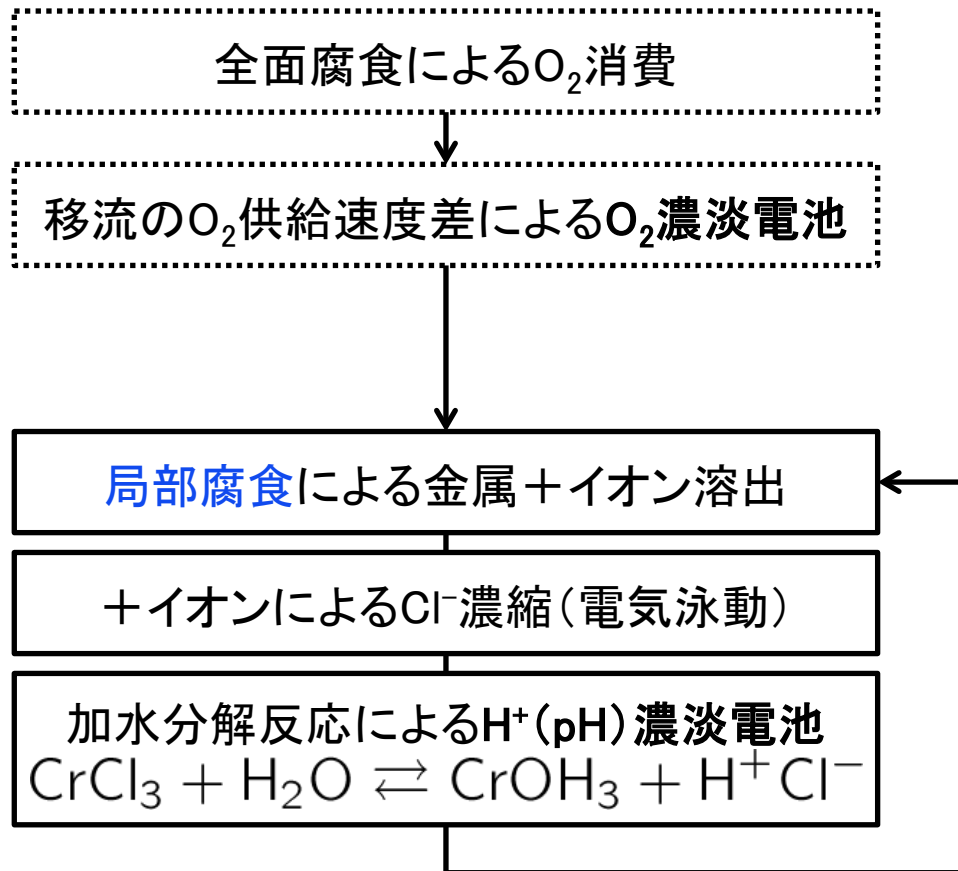 全面腐食によるO₂消費
移流のO₂供給速度差によるO₂濃淡電池
局部腐食による金属＋イオン溶出
＋イオンによるCl⁻濃縮（電気泳動）
加水分解反応によるH⁺（pH）濃淡電池
CrCl₃ + H₂O ⇄ CrOH₃ + H⁺Cl⁻